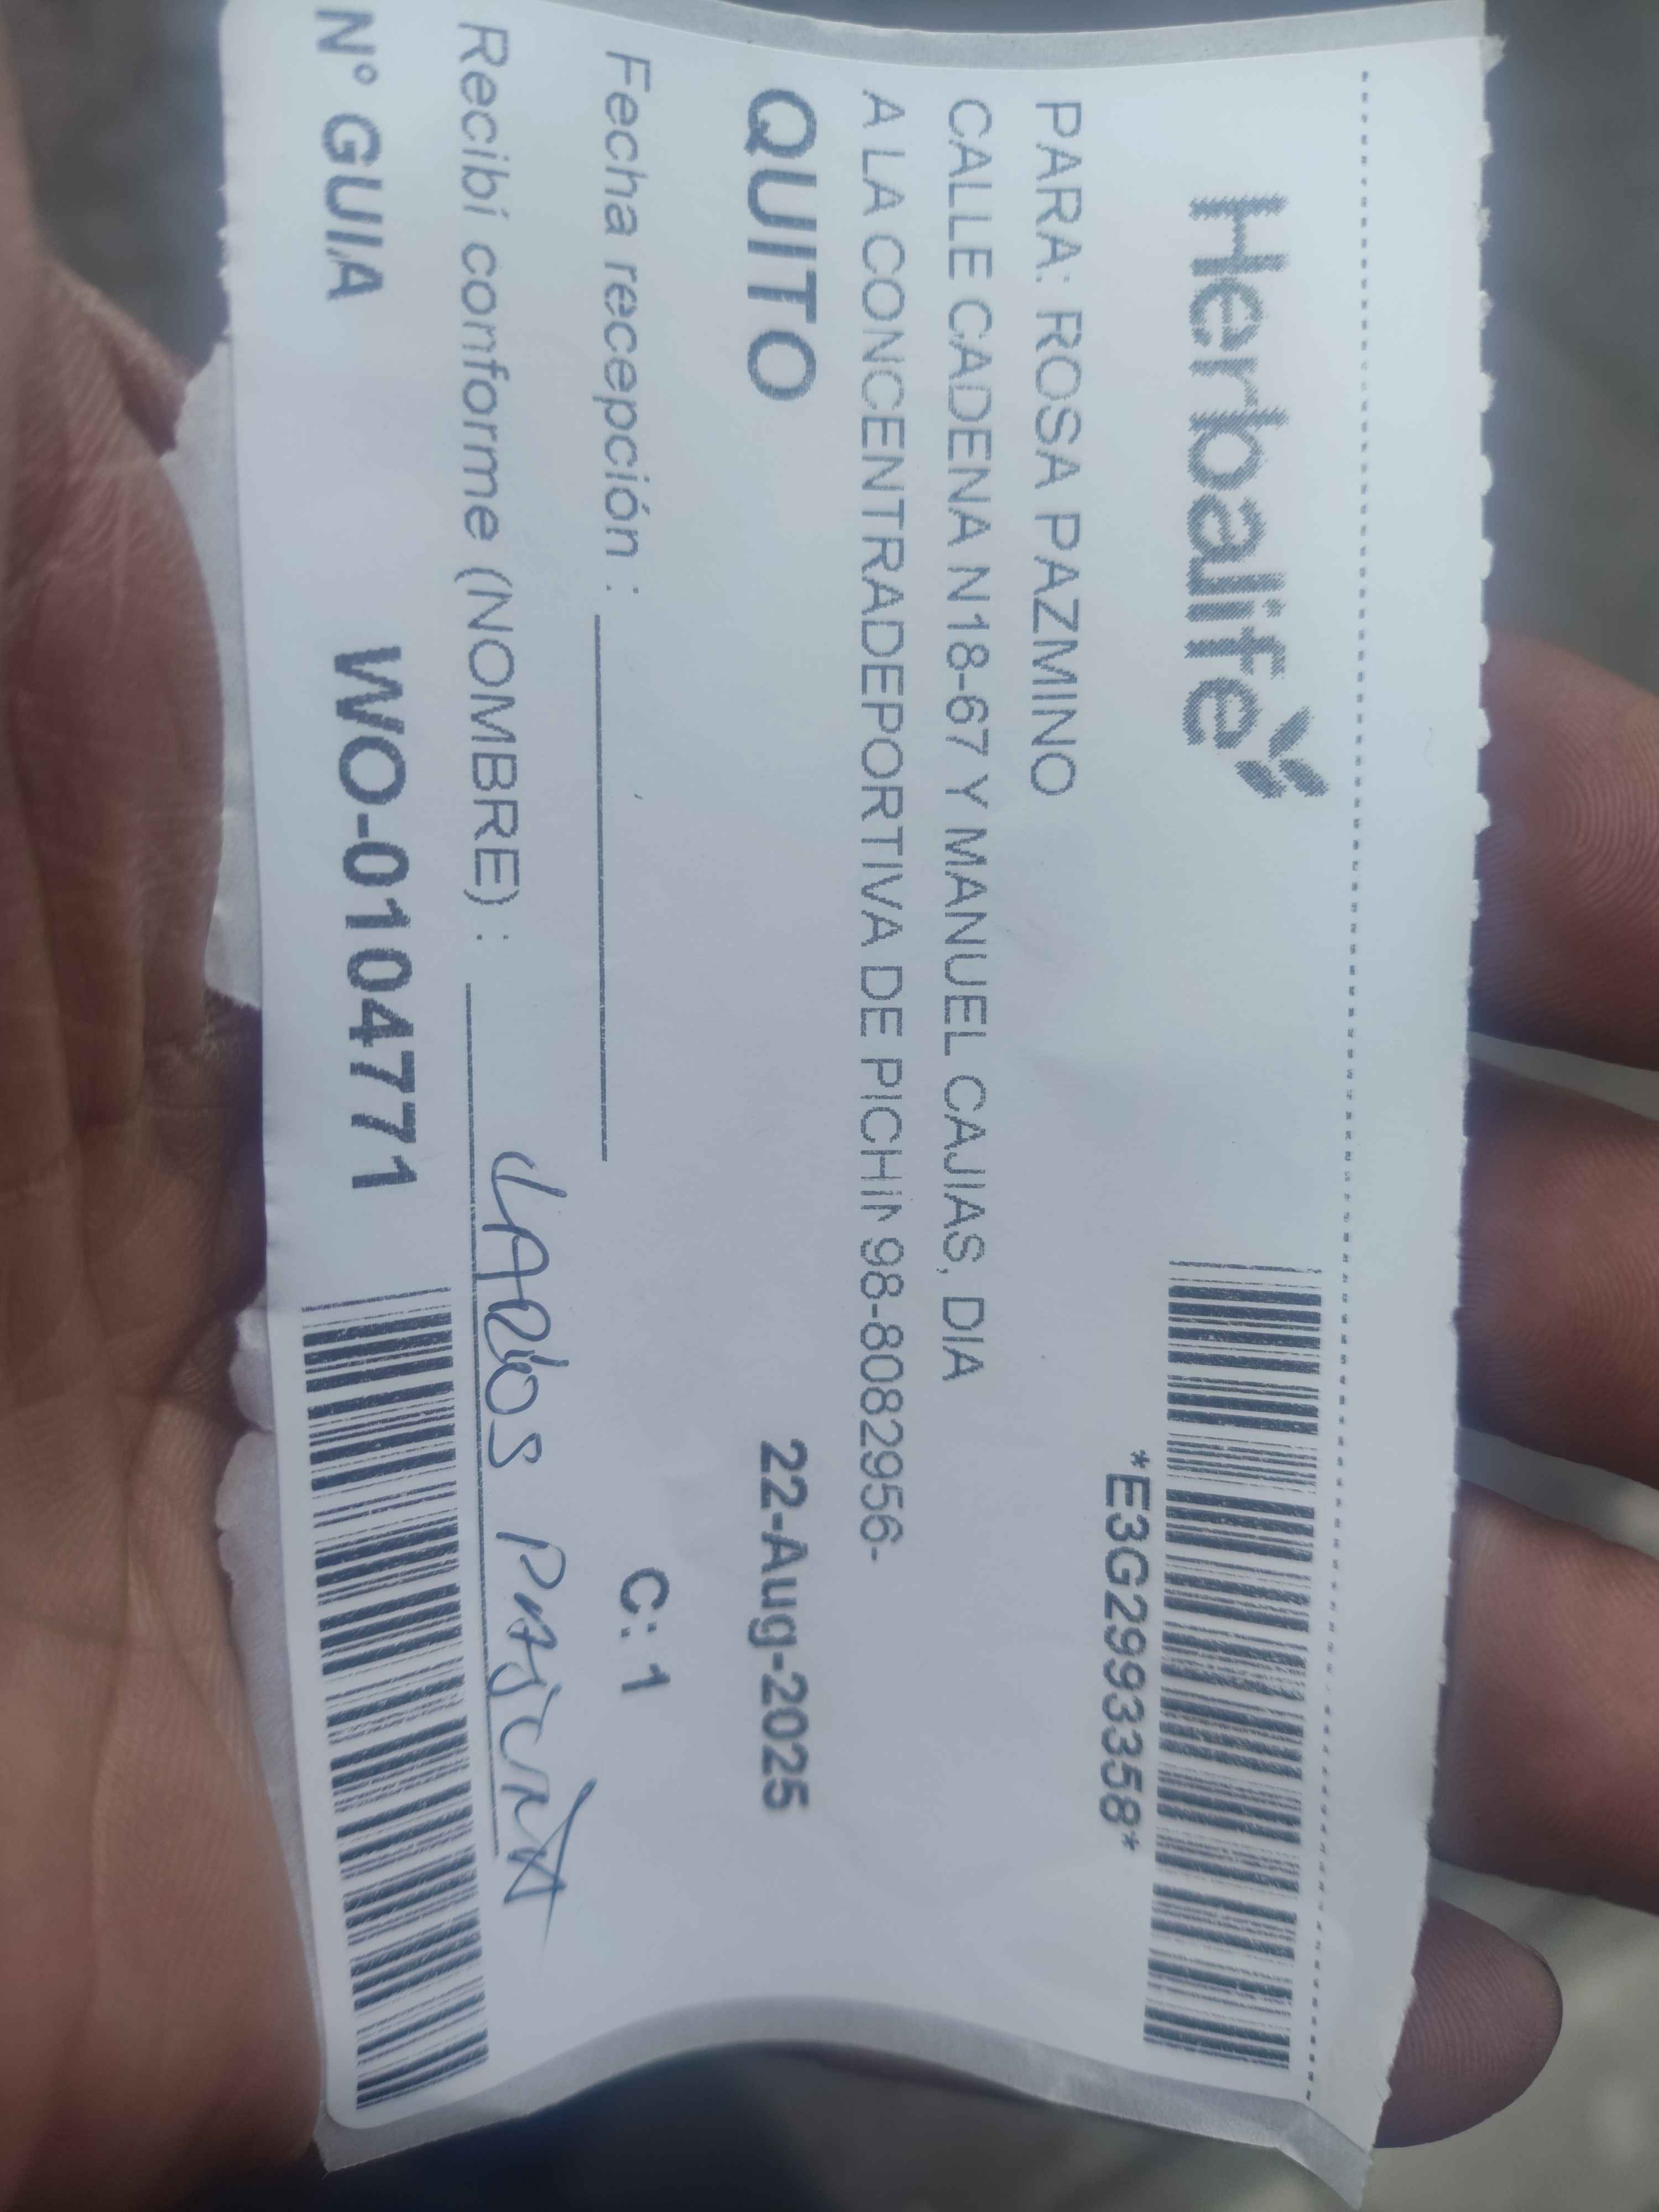 Herbalife
*E3G2993358*
PARA: ROSA PAZMINO
CALLE CADENA N18-67 Y MANUEL CAJIAS, DIA
A LA CONCENTRADEPORTIVA DE PICHIN 98-8082956-
QUITO 22-Aug-2025
Fecha recepción : C: 1
Recibí conforme (NOMBRE) :
N° GUIA WO-0104771